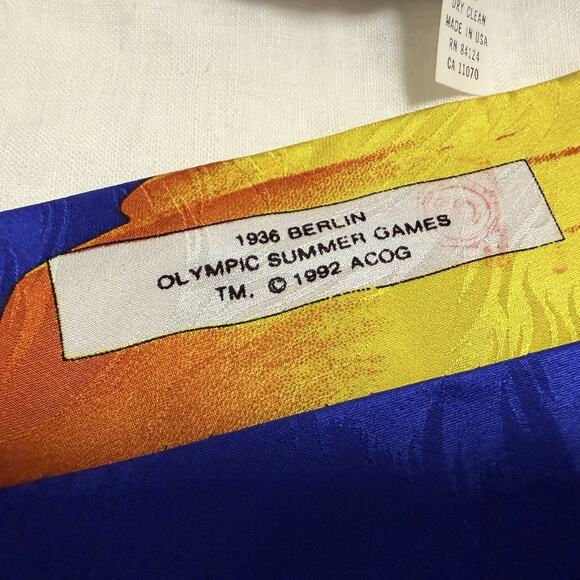 DRY CLEAN
MADE IN USA
RN 84124
CA 11070
1936 BERLIN
OLYMPIC SUMMER GAMES
TM. © 1992 ACOG